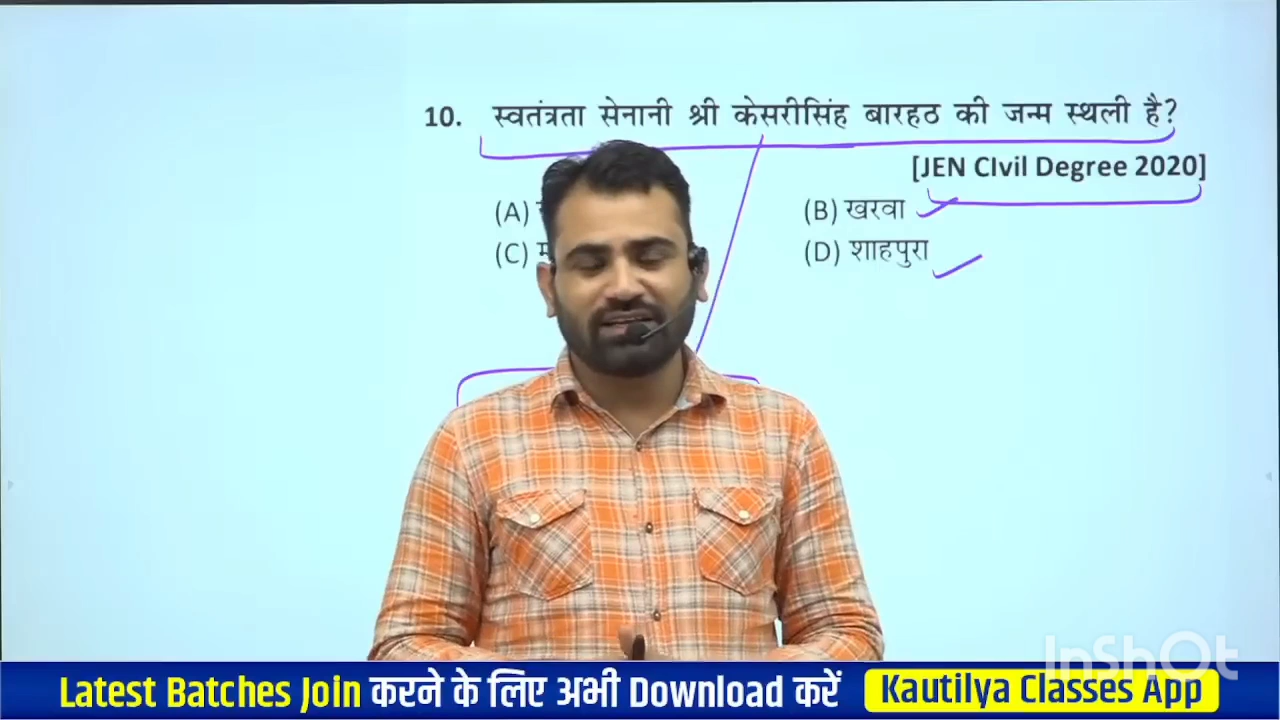 10. स्वतंत्रता सेनानी श्री केसरीसिंह बारहठ की जन्म स्थली है?
[JEN CIvil Degree 2020]
(A)
(B) खरवा
(C)
(D) शाहपुरा
InShOt
Latest Batches Join करने के लिए अभी Download करें
Kautilya Classes App